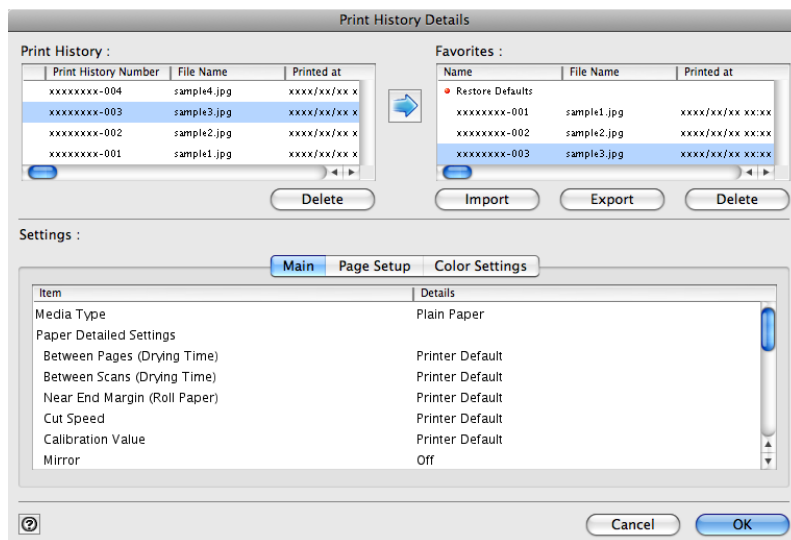 Print History Details
Print History :
Print History Number File Name Printed at
xxxxxxxx-004 sample4.jpg xxxx/xx/xx x
xxxxxxxx-003 sample3.jpg xxxx/xx/xx x
xxxxxxxx-002 sample2.jpg xxxx/xx/xx x
xxxxxxxx-001 sample1.jpg xxxx/xx/xx x
Delete
Favorites :
Name File Name Printed at
Restore Defaults
xxxxxxxx-001 sample1.jpg xxxx/xx/xx xx:xx
xxxxxxxx-002 sample2.jpg xxxx/xx/xx xx:xx
xxxxxxxx-003 sample3.jpg xxxx/xx/xx xx:xx
Import Export Delete
Settings :
Main Page Setup Color Settings
Item Details
Media Type Plain Paper
Paper Detailed Settings
Between Pages (Drying Time) Printer Default
Between Scans (Drying Time) Printer Default
Near End Margin (Roll Paper) Printer Default
Cut Speed Printer Default
Calibration Value Printer Default
Mirror Off
? Cancel OK